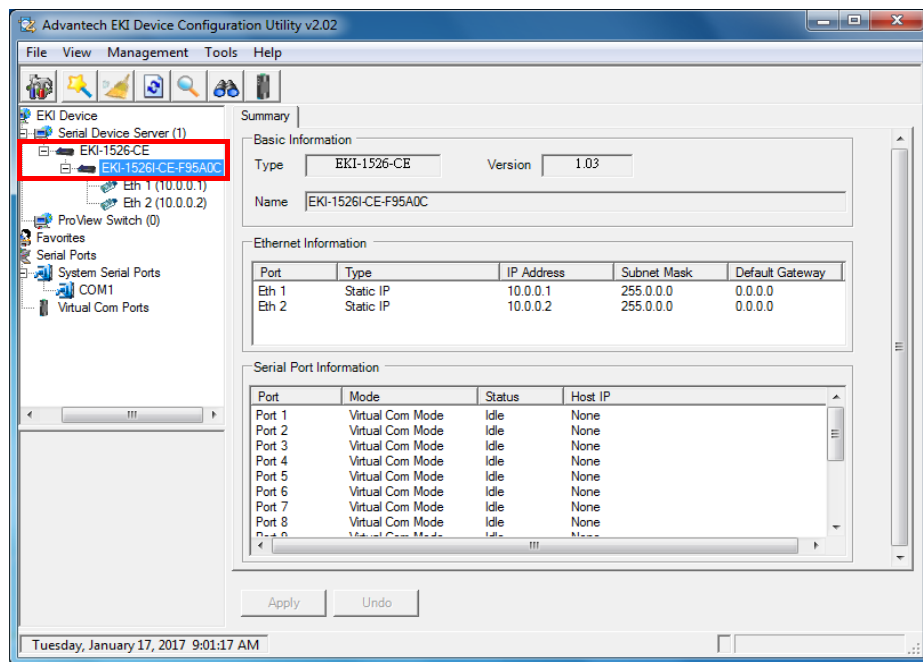 Advantech EKI Device Configuration Utility v2.02
File View Management Tools Help
EKI Device
Serial Device Server (1)
EKI-1526-CE
EKI-1526I-CE-F95A0C
Eth 1 (10.0.0.1)
Eth 2 (10.0.0.2)
ProView Switch (0)
Favorites
Serial Ports
System Serial Ports
COM1
Virtual Com Ports
Summary
Basic Information
Type EKI-1526-CE Version 1.03
Name EKI-1526I-CE-F95A0C
Ethernet Information
Port Type IP Address Subnet Mask Default Gateway
Eth 1 Static IP 10.0.0.1 255.0.0.0 0.0.0.0
Eth 2 Static IP 10.0.0.2 255.0.0.0 0.0.0.0
Serial Port Information
Port Mode Status Host IP
Port 1 Virtual Com Mode Idle None
Port 2 Virtual Com Mode Idle None
Port 3 Virtual Com Mode Idle None
Port 4 Virtual Com Mode Idle None
Port 5 Virtual Com Mode Idle None
Port 6 Virtual Com Mode Idle None
Port 7 Virtual Com Mode Idle None
Port 8 Virtual Com Mode Idle None
Port 9 Virtual Com Mode Idle None
Apply Undo
Tuesday, January 17, 2017 9:01:17 AM